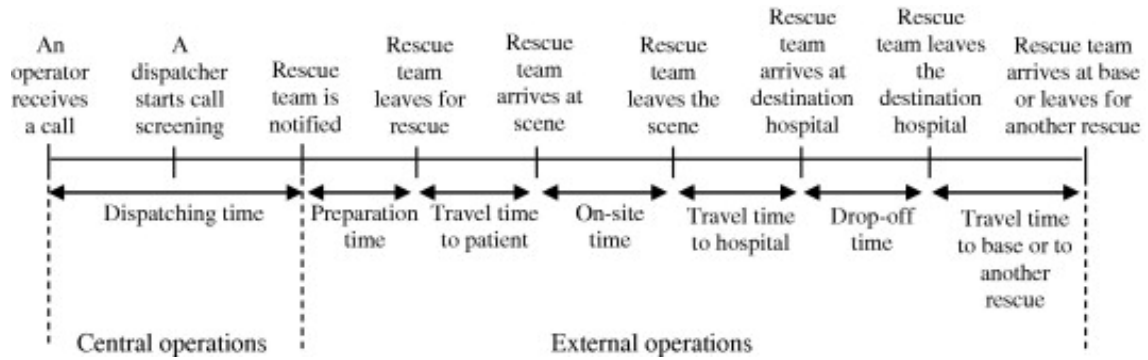 An
operator
receives
a call
A
dispatcher
starts call
screening
Rescue
team is
notified
Rescue
team
leaves for
rescue
Rescue
team
arrives at
scene
Rescue
team
leaves the
scene
Rescue
team
arrives at
destination
hospital
Rescue
team leaves
the
destination
hospital
Rescue team
arrives at base
or leaves for
another rescue
Dispatching time
Preparation
time
Travel time
to patient
On-site
time
Travel time
to hospital
Drop-off
time
Travel time
to base or to
another
rescue
Central operations
External operations